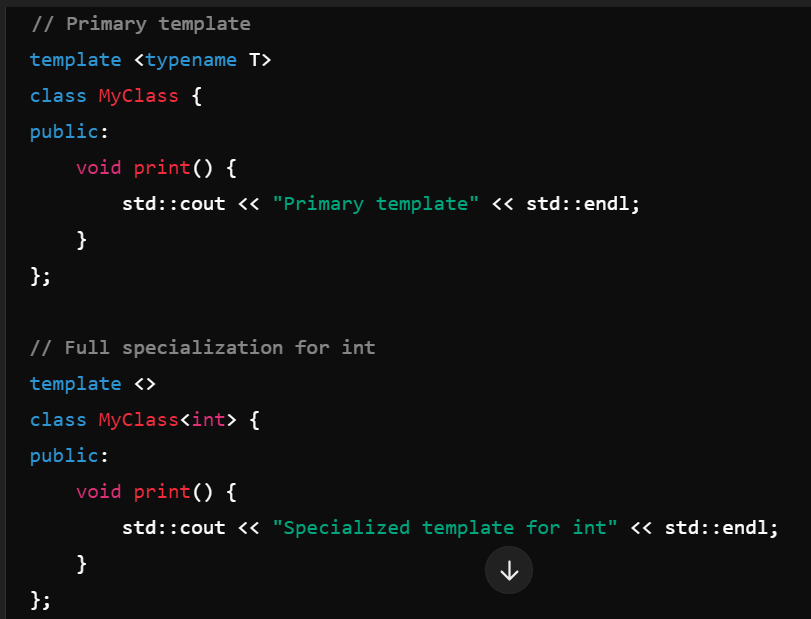 // Primary template
template <typename T>
class MyClass {
public:
    void print() {
        std::cout << "Primary template" << std::endl;
    }
};

// Full specialization for int
template <>
class MyClass<int> {
public:
    void print() {
        std::cout << "Specialized template for int" << std::endl;
    }
};